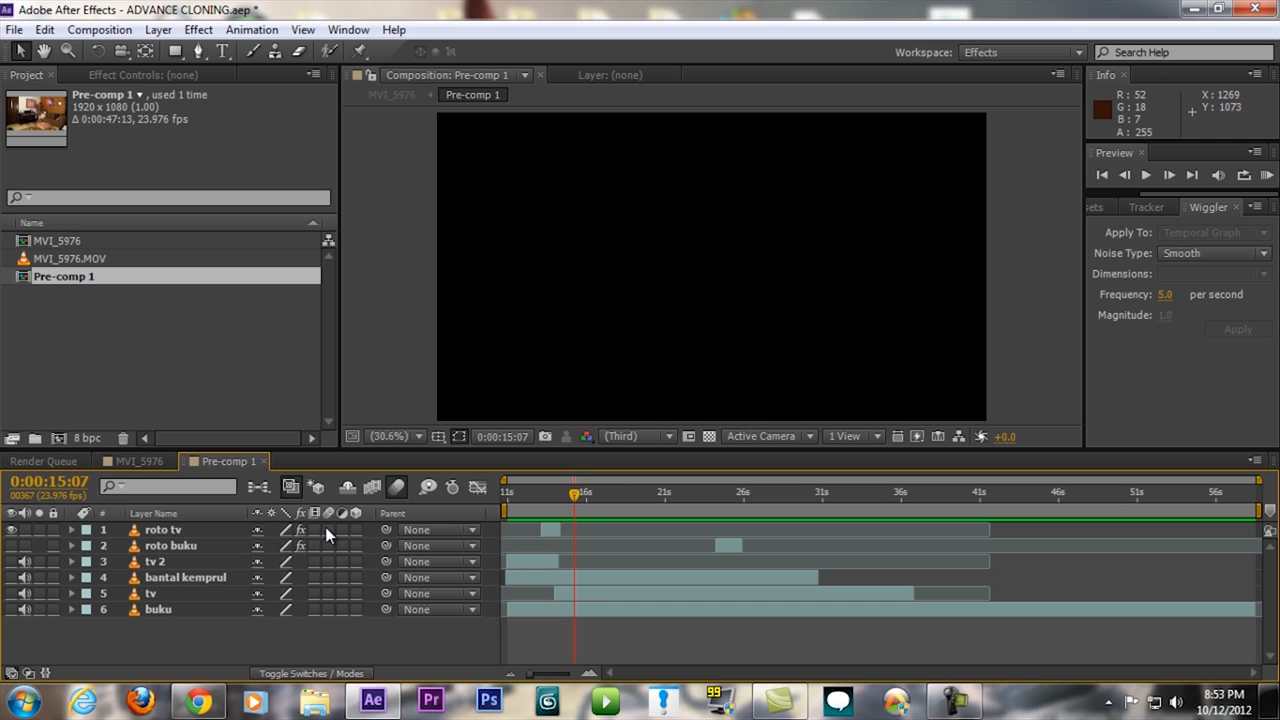 Adobe After Effects - ADVANCE CLONING.aep *
File Edit Composition Layer Effect Animation View Window Help
Workspace: Effects Search Help
Project Effect Controls: (none) Composition: Pre-comp 1 Layer: (none) Info
Pre-comp 1 , used 1 time
1920 x 1080 (1.00)
Δ 0:00:47:13, 23.976 fps
MVI_5976 Pre-comp 1
R: 52 X: 1269
G: 18 Y: 1073
B: 7
A: 255
Preview
sets Tracker Wiggler
Apply To: Temporal Graph
Noise Type: Smooth
Dimensions:
Frequency: 5.0 per second
Magnitude: 1.0
Apply
Name
MVI_5976
MVI_5976.MOV
Pre-comp 1
8 bpc
(30.6%) 0:00:15:07 (Third) Active Camera 1 View +0.0
Render Queue MVI_5976 Pre-comp 1
0:00:15:07
00367 (23.976 fps)
11s 16s 21s 26s 31s 36s 41s 46s 51s 56s
# Layer Name fx Parent
1 roto tv fx None
2 roto buku fx None
3 tv 2 None
4 bantal kemprul None
5 tv None
6 buku None
Toggle Switches / Modes
Ae Pr Ps 99
8:53 PM
10/12/2012